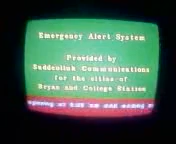 Emergency Alert System
Provided by
Suddenlink Communications
for the cities of
Bryan and College Station